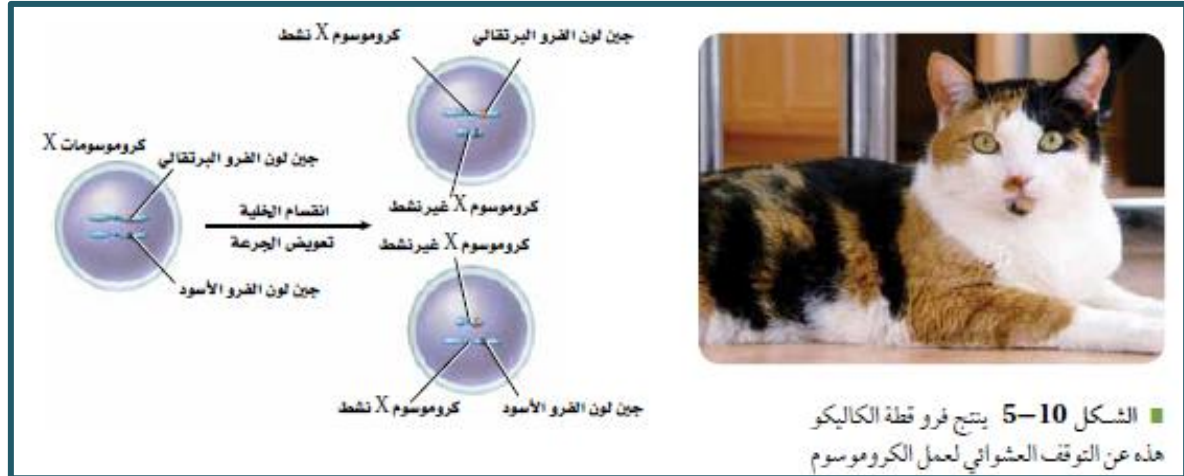 كروموسوم X نشط
جين لون الفرو البرتقالي
كروموسومات X
جين لون الفرو البرتقالي
كروموسوم X غير نشط
انقسام الخلية
تعويض الجرعة
كروموسوم X غير نشط
جين لون الفرو الأسود
كروموسوم X نشط
جين لون الفرو الأسود
■ الشكل 10–5 ينتج فرو قطة الكاليكو
هذه عن التوقف العشوائي لعمل الكروموسوم